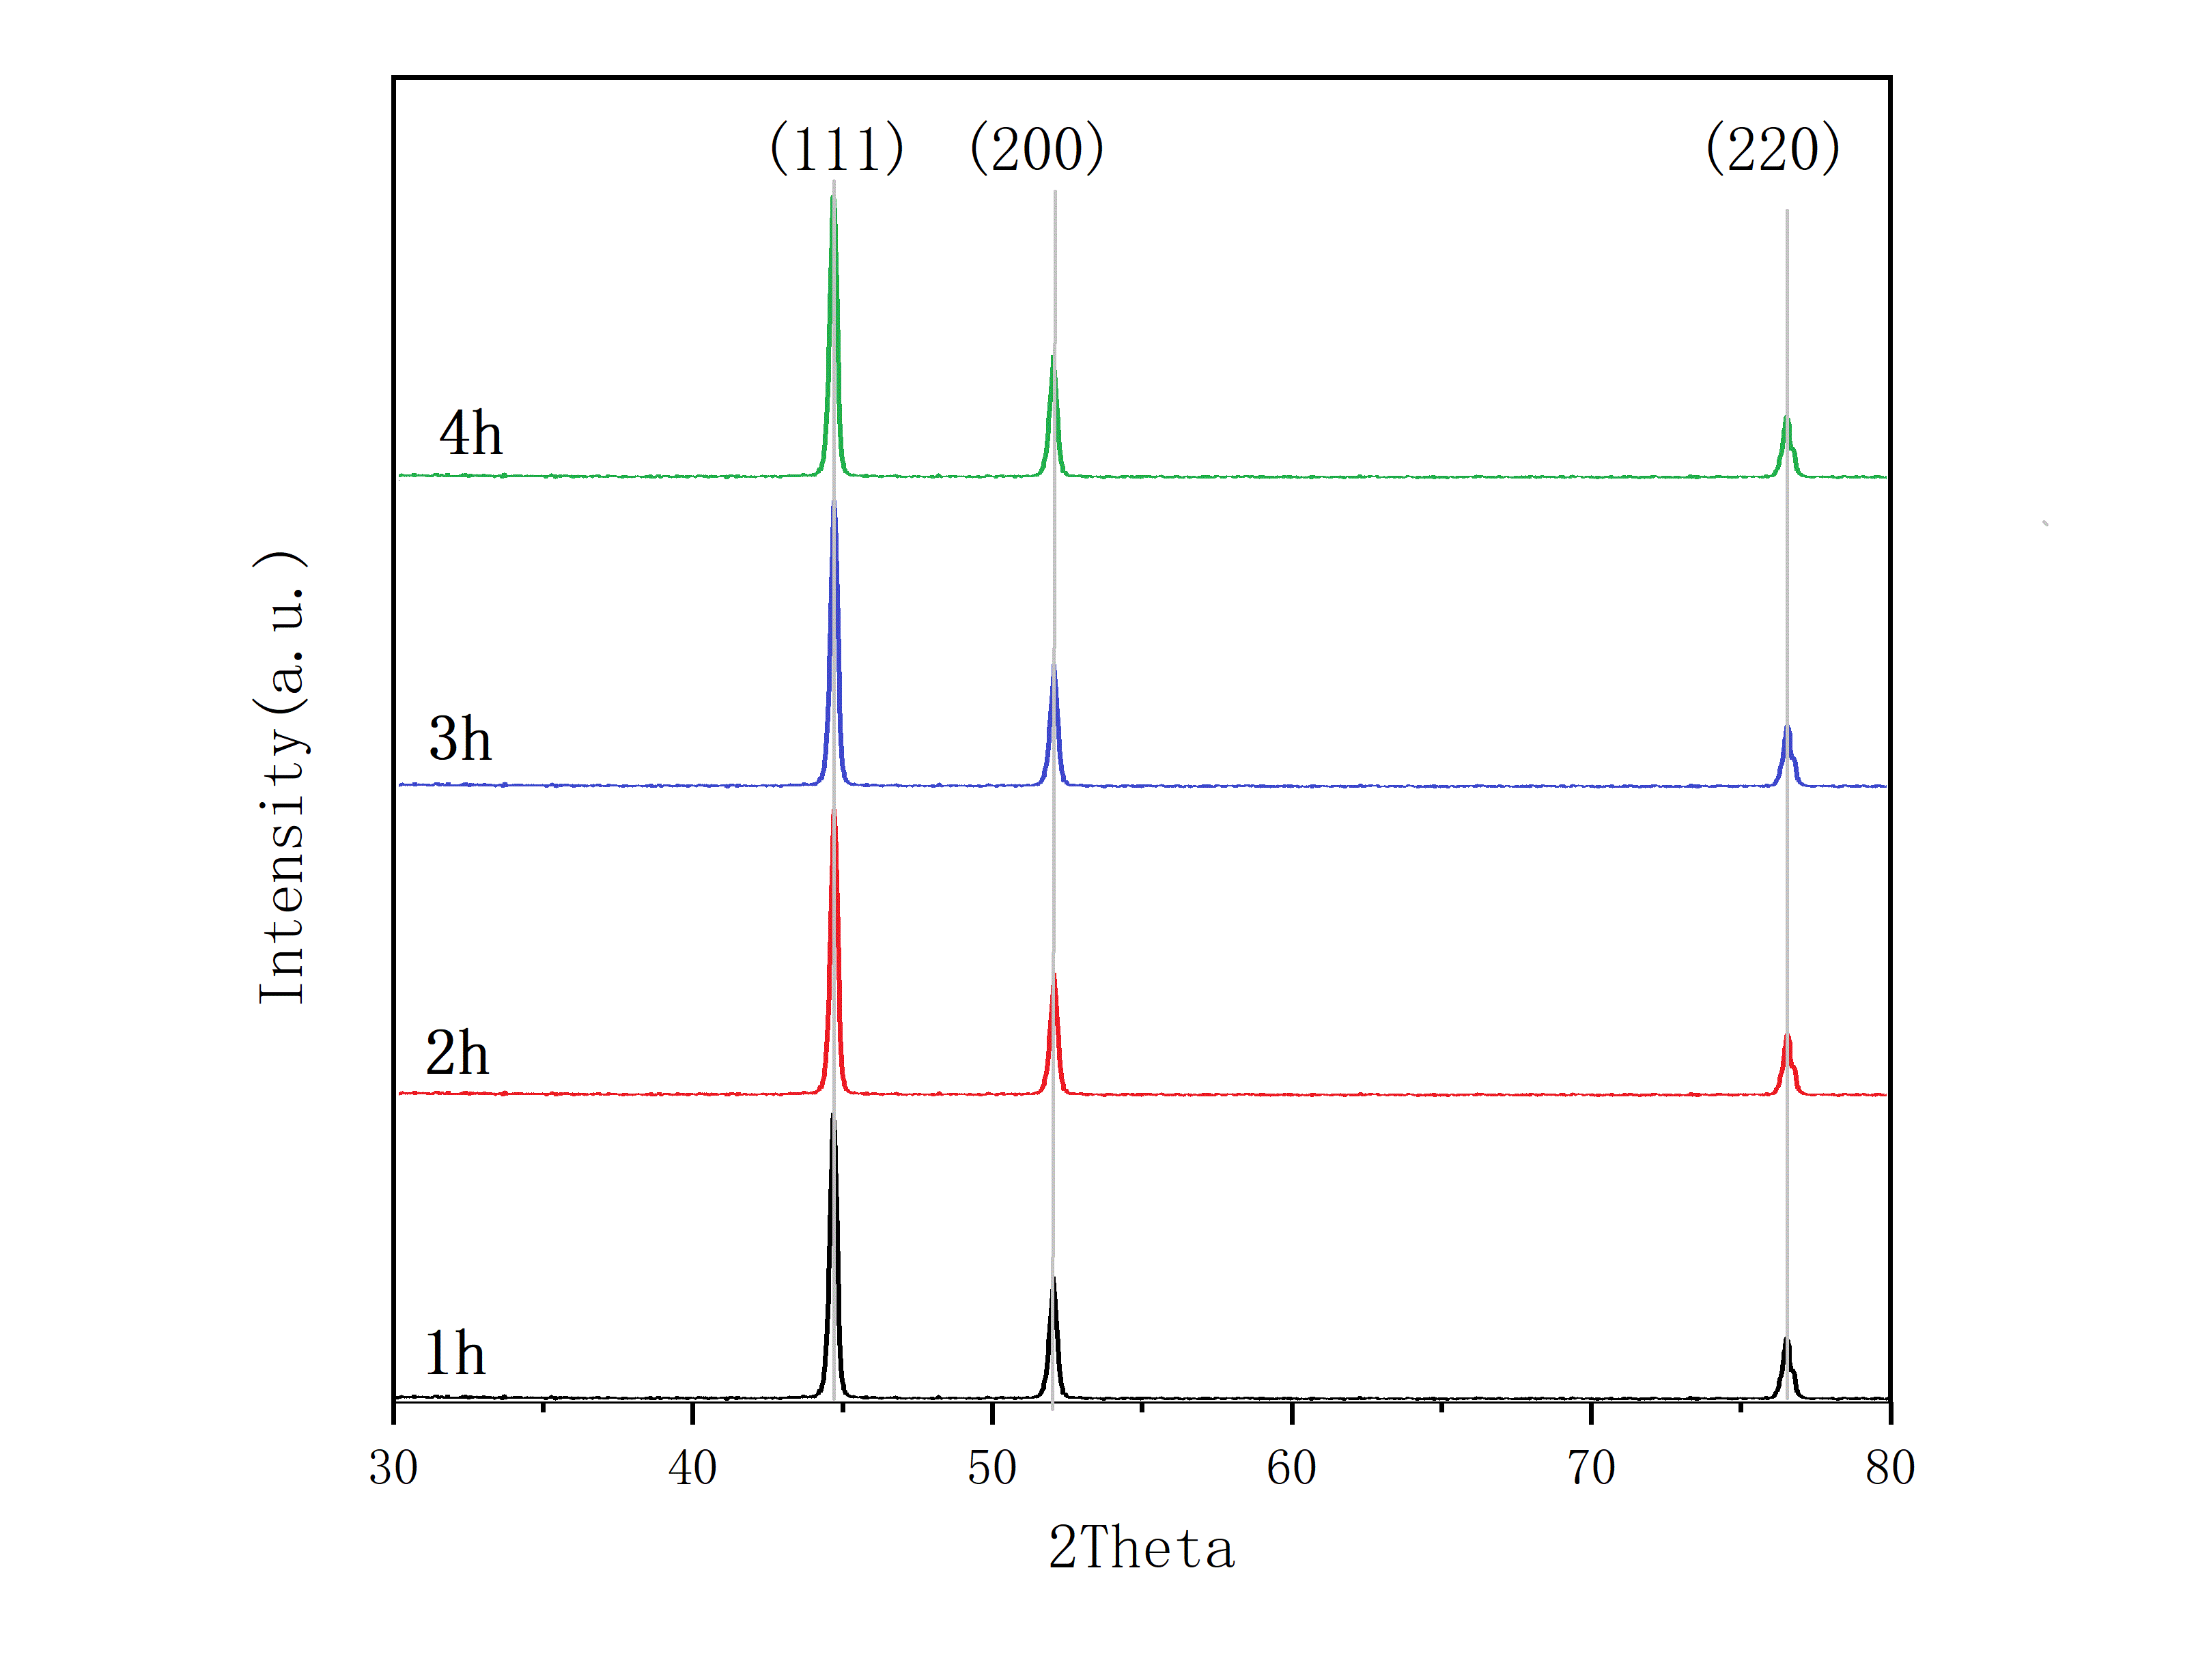 (111) (200) (220)
4h
3h
2h
1h
Intensity(a.u.)
30 40 50 60 70 80
2Theta